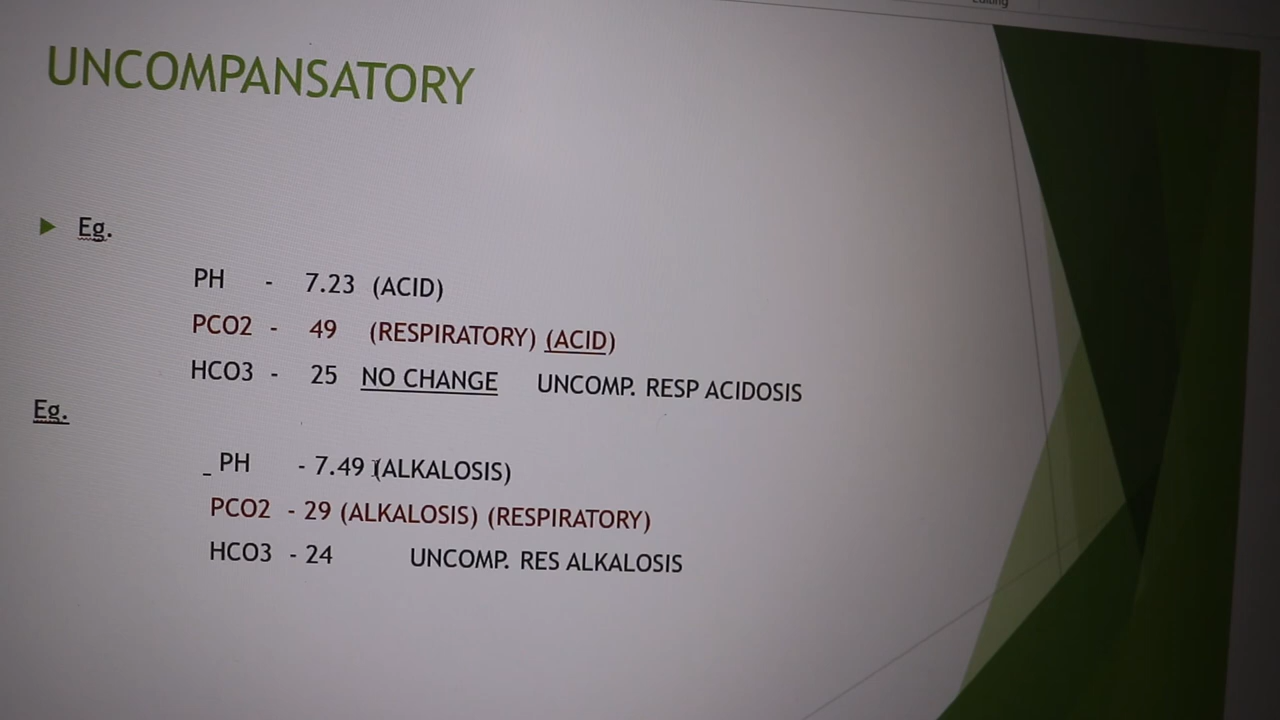 UNCOMPANSATORY
Eg.
PH - 7.23 (ACID)
PCO2 - 49 (RESPIRATORY) (ACID)
HCO3 - 25 NO CHANGE UNCOMP. RESP ACIDOSIS
Eg.
_ PH - 7.49 (ALKALOSIS)
PCO2 - 29 (ALKALOSIS) (RESPIRATORY)
HCO3 - 24 UNCOMP. RES ALKALOSIS